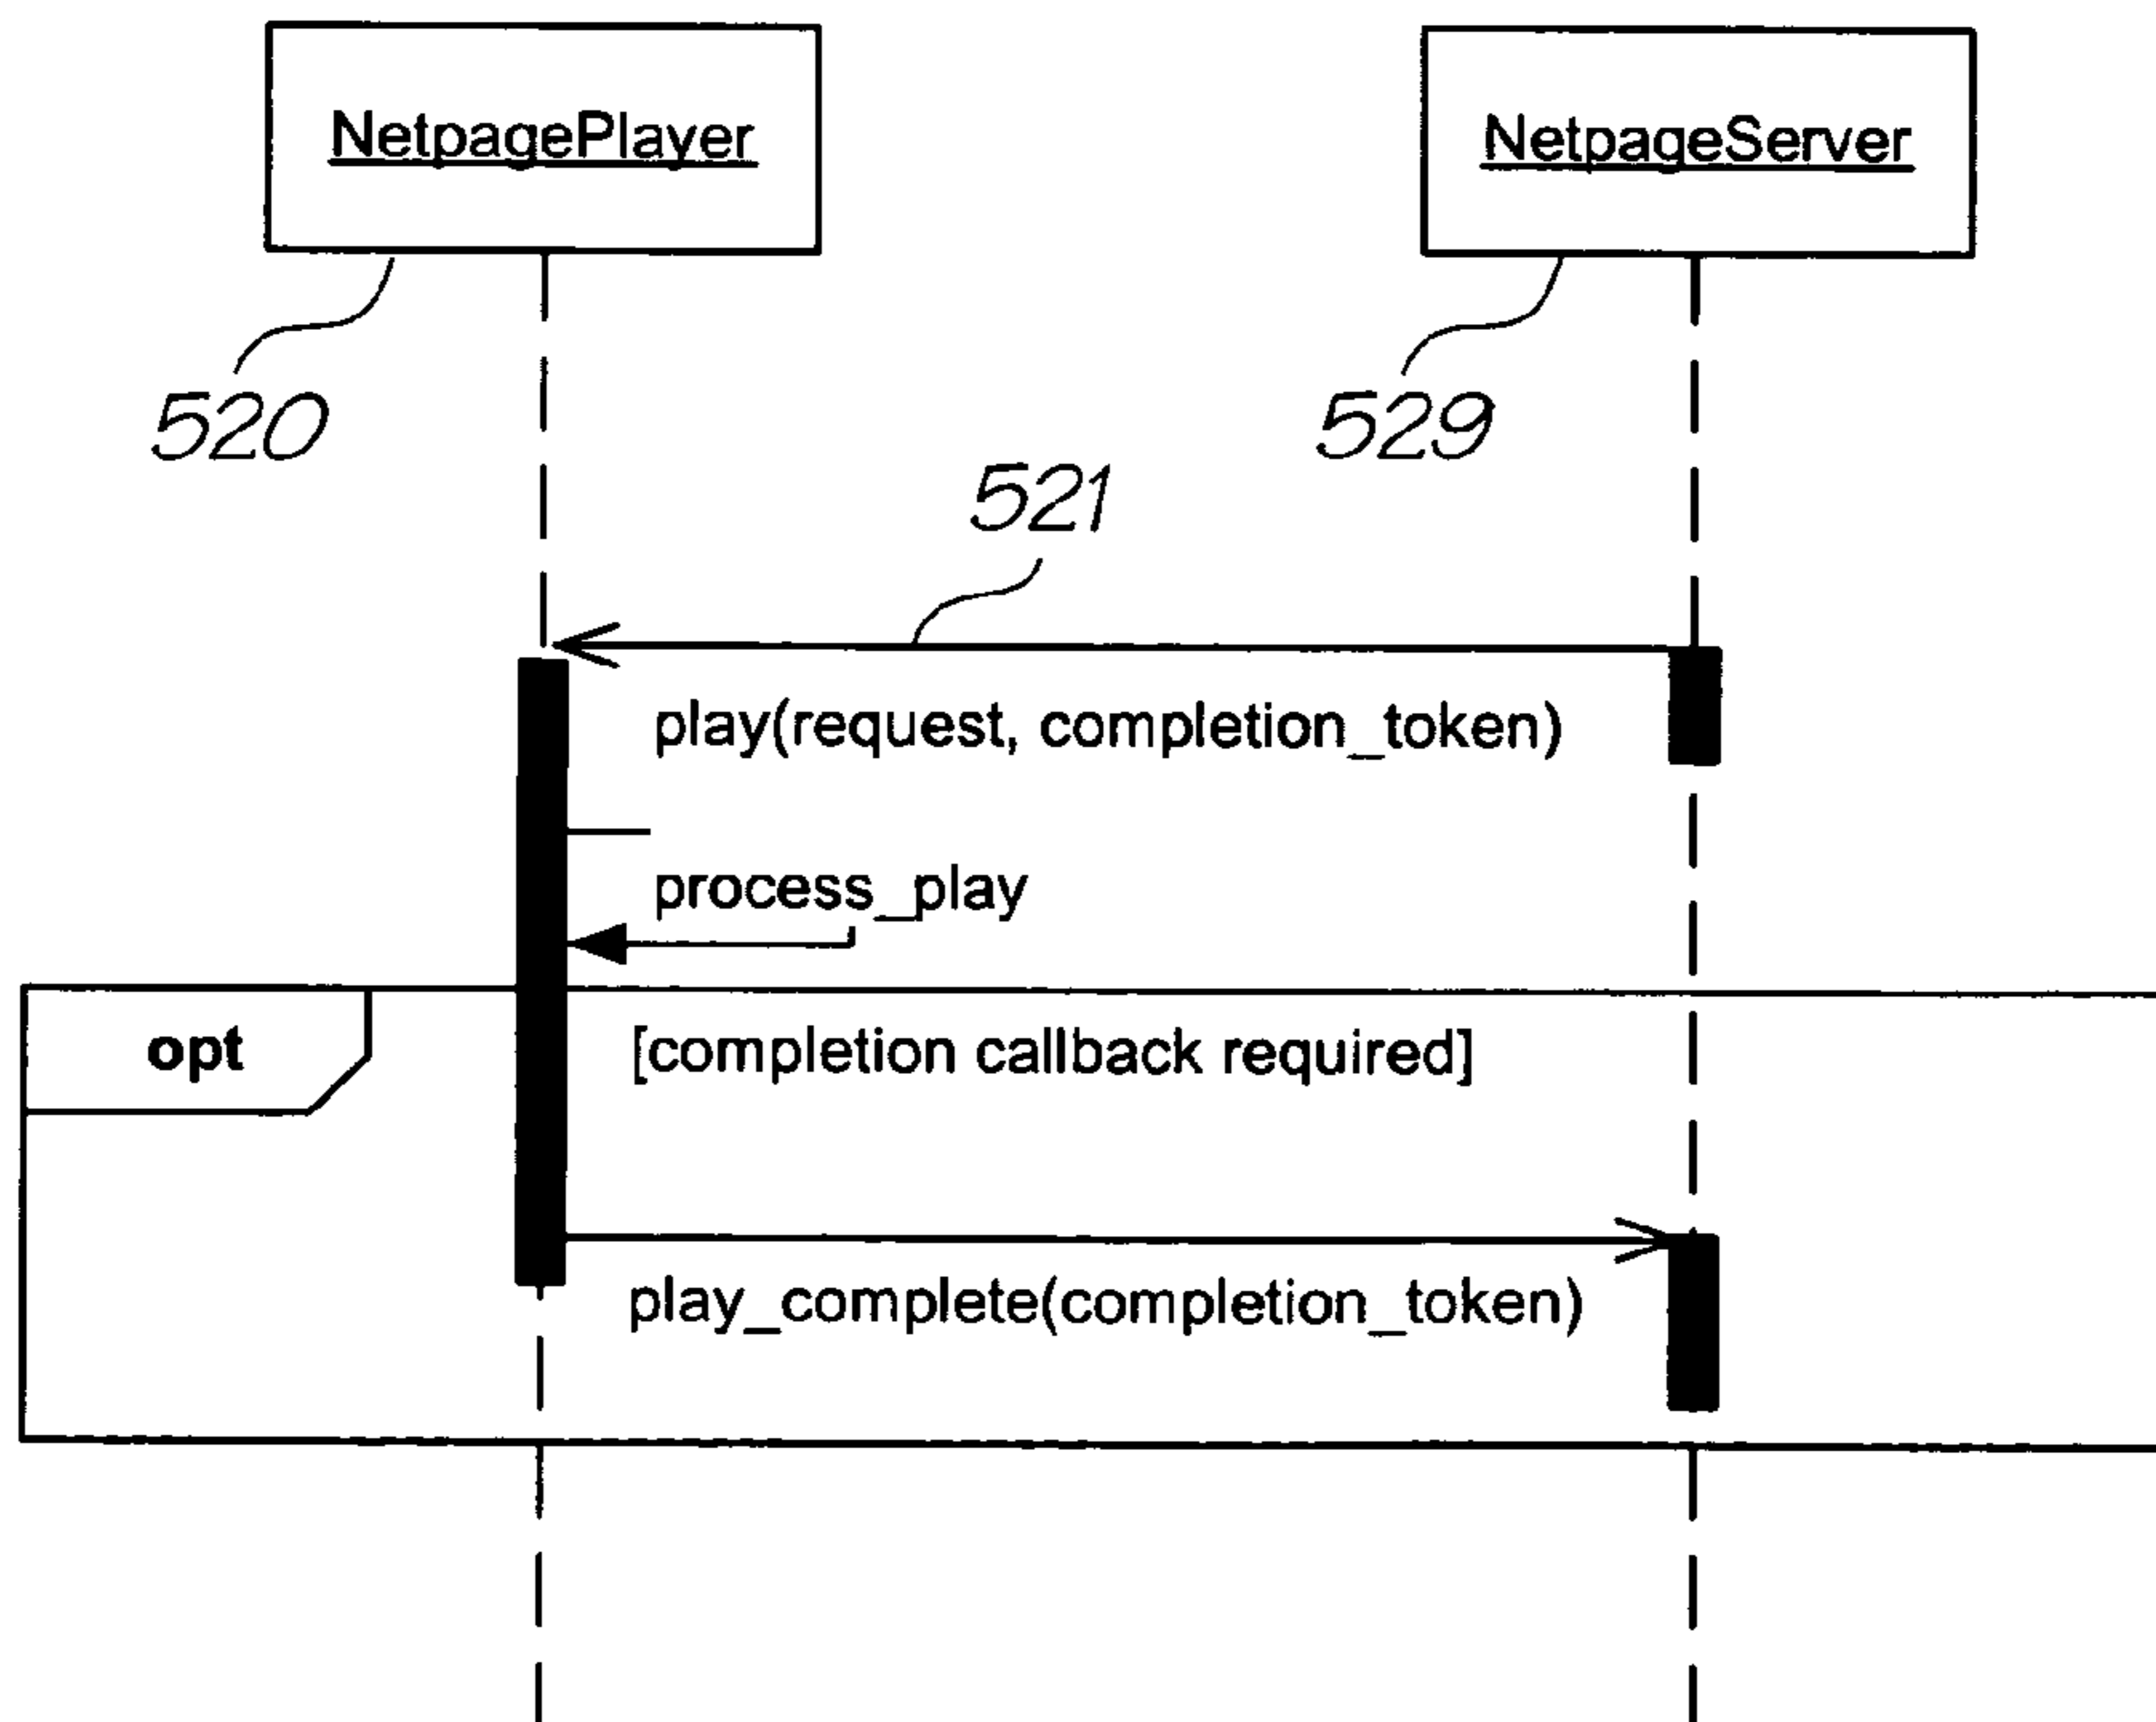 NetpagePlayer
NetpageServer
520
529
521
play(request, completion_token)
process_play
opt
[completion callback required]
play_complete(completion_token)